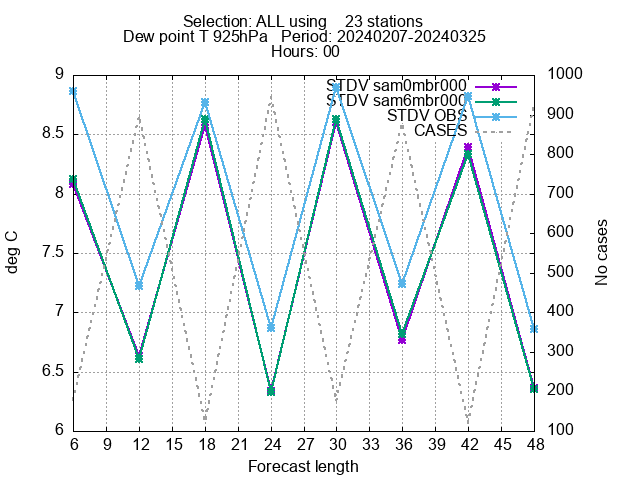 Selection: ALL using    23 stations
Dew point T 925hPa   Period: 20240207-20240325
Hours: 00
STDV sam0mbr000
STDV sam6mbr000
STDV OBS
CASES
9
8.5
8
7.5
7
6.5
6
deg C
1000
900
800
700
600
500
400
300
200
100
No cases
6 9 12 15 18 21 24 27 30 33 36 39 42 45 48
Forecast length